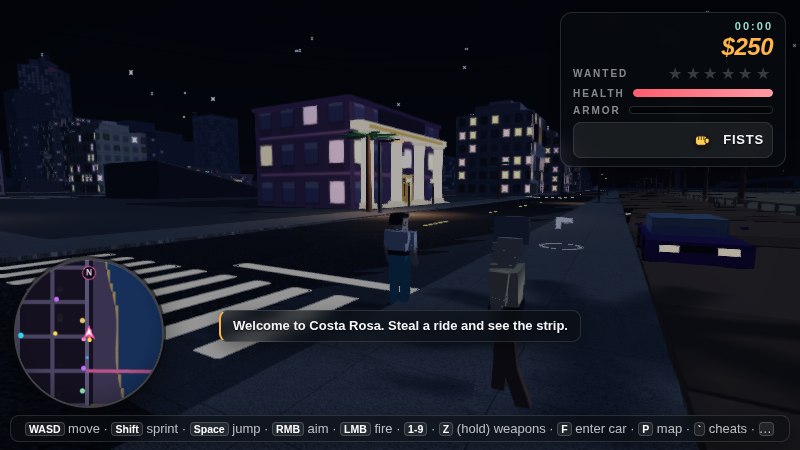 00:00
$250
WANTED
HEALTH
ARMOR
FISTS
N
Welcome to Costa Rosa. Steal a ride and see the strip.
WASD move · Shift sprint · Space jump · RMB aim · LMB fire · 1-9 · Z (hold) weapons · F enter car · P map · ` cheats · ...